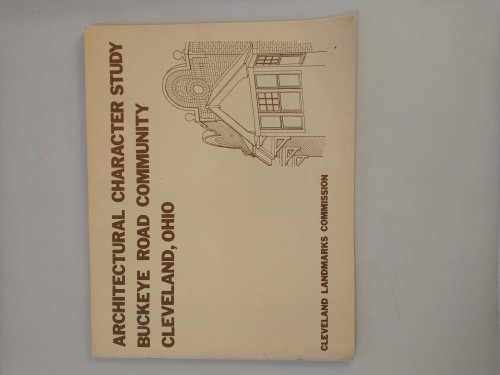 ARCHITECTURAL CHARACTER STUDY
BUCKEYE ROAD COMMUNITY
CLEVELAND, OHIO
CLEVELAND LANDMARKS COMMISSION